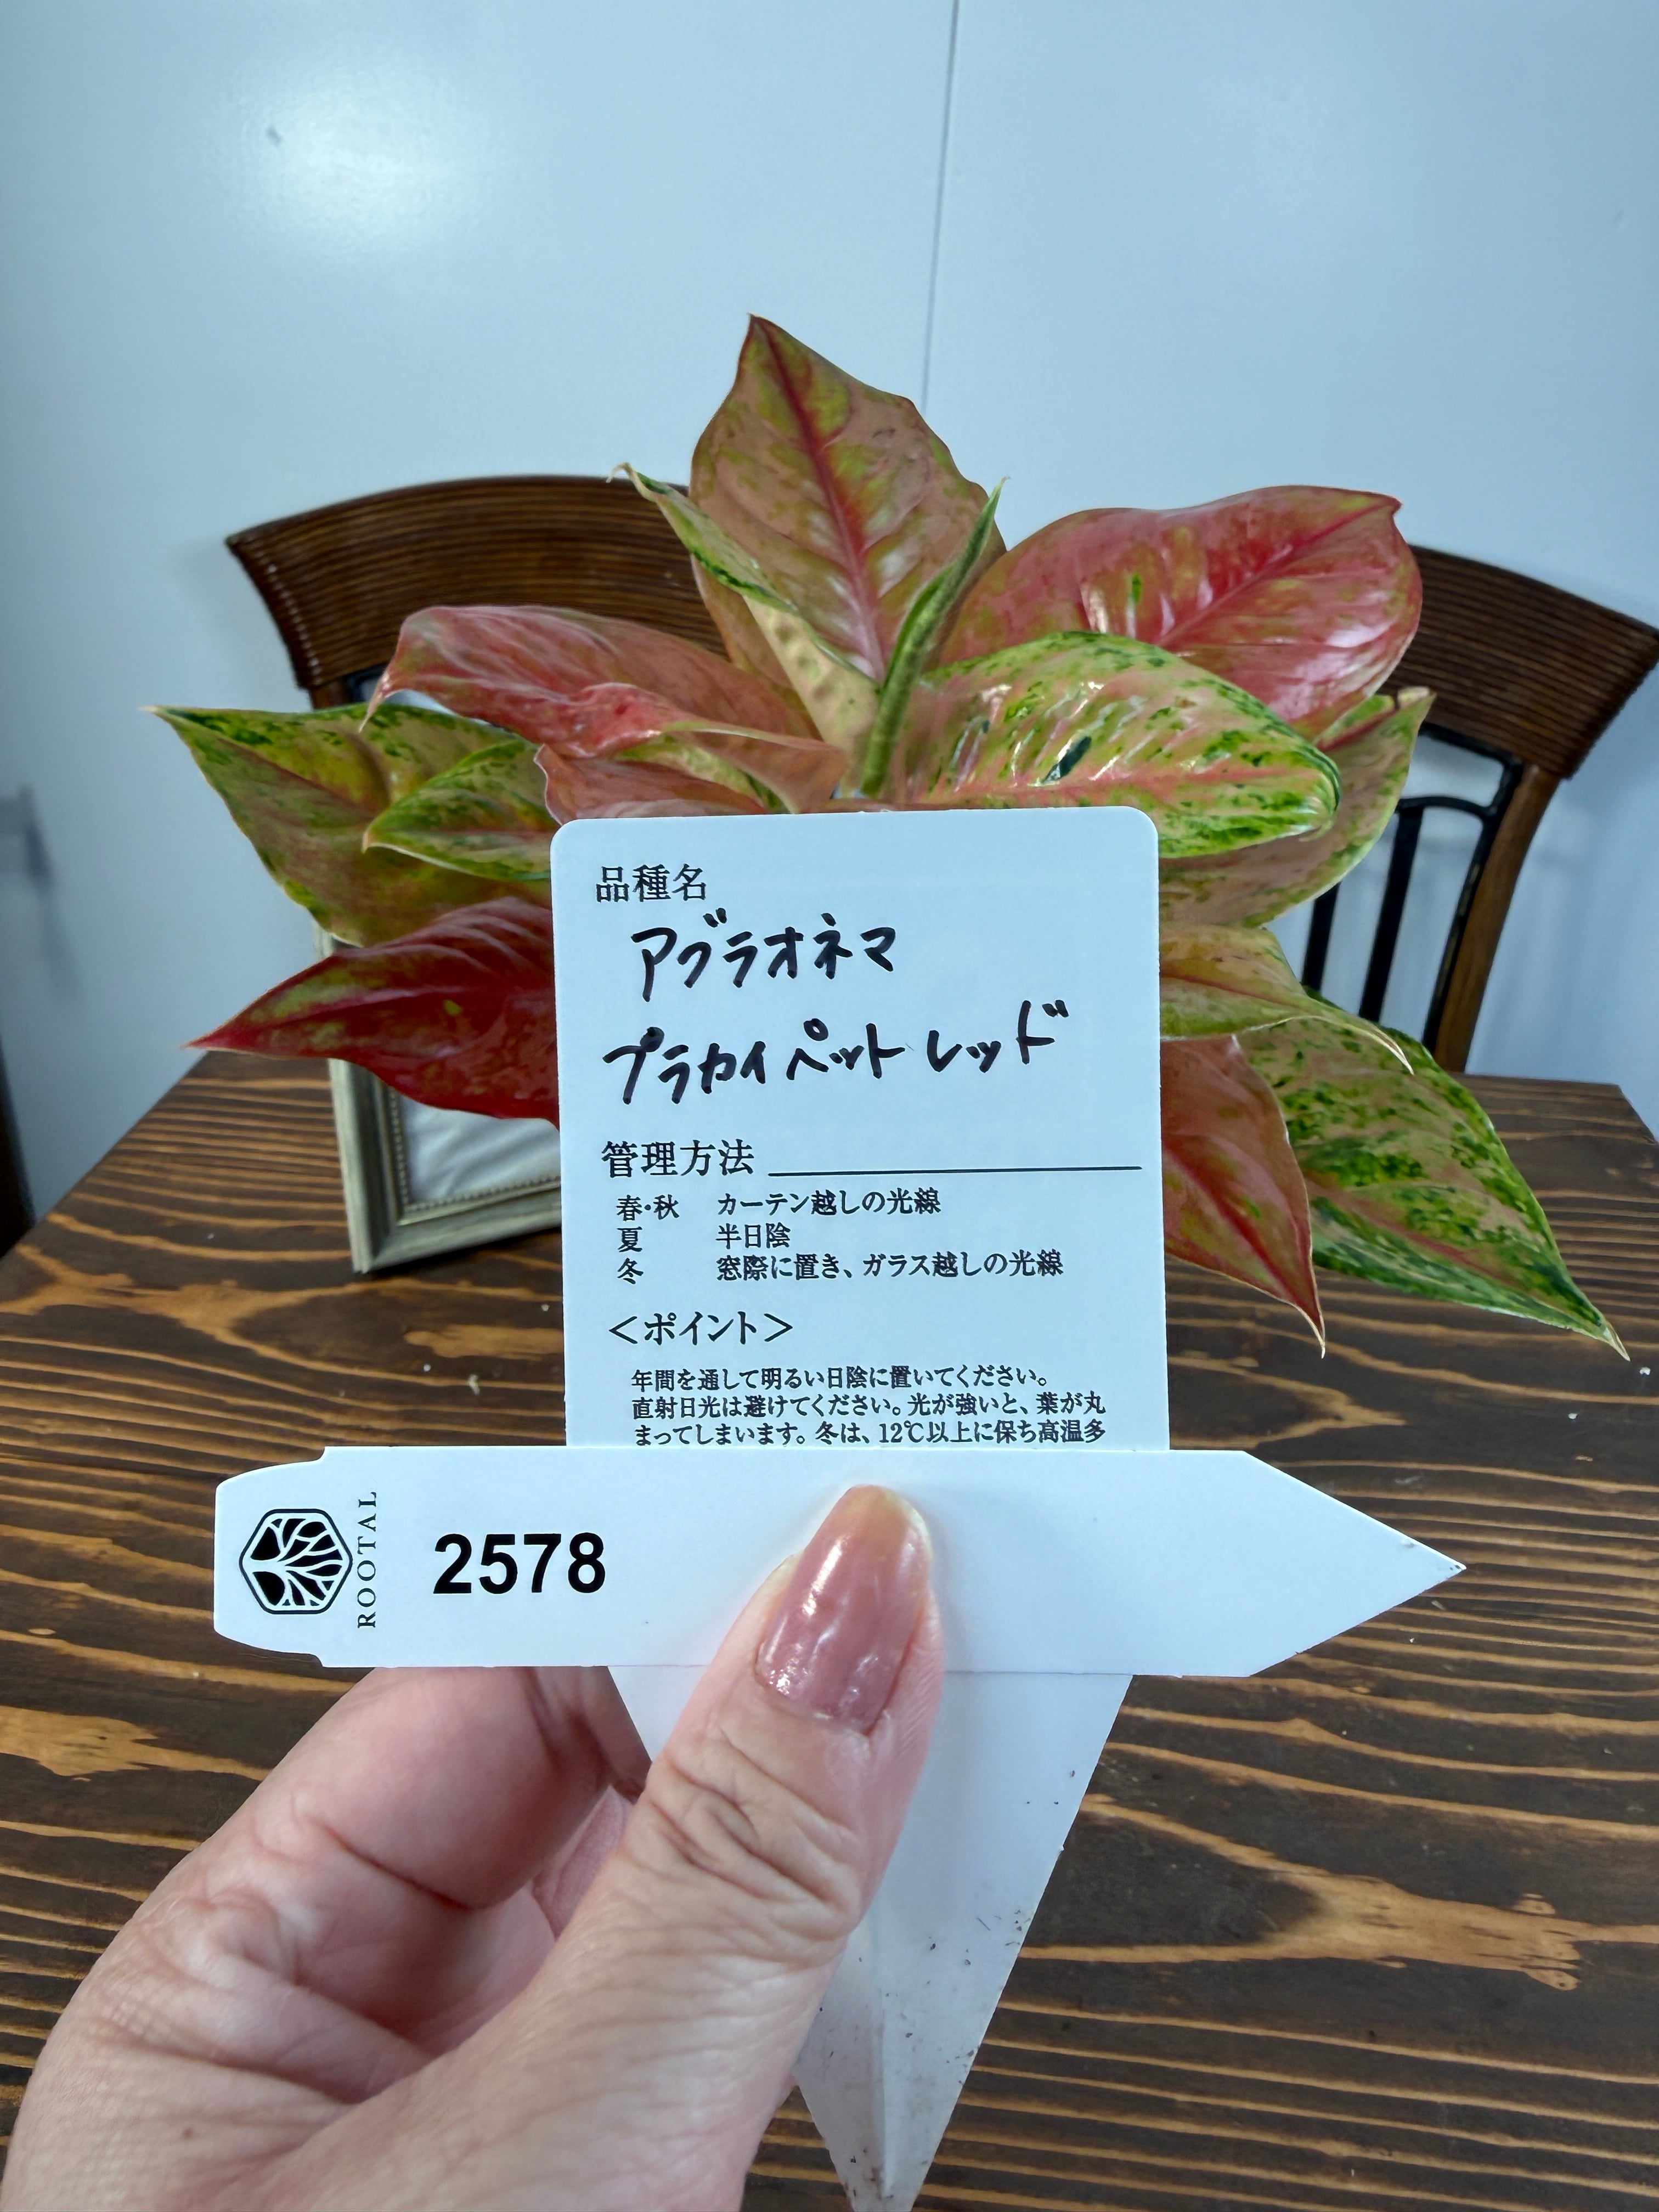 品種名
アグラオネマ
プラカイペット レッド
管理方法
春・秋 カーテン越しの光線
夏 半日陰
冬 窓際に置き、ガラス越しの光線
＜ポイント＞
年間を通して明るい日陰に置いてください。
直射日光は避けてください。光が強いと、葉が丸
まってしまいます。冬は、12℃以上に保ち高温多
ROOTAL
2578